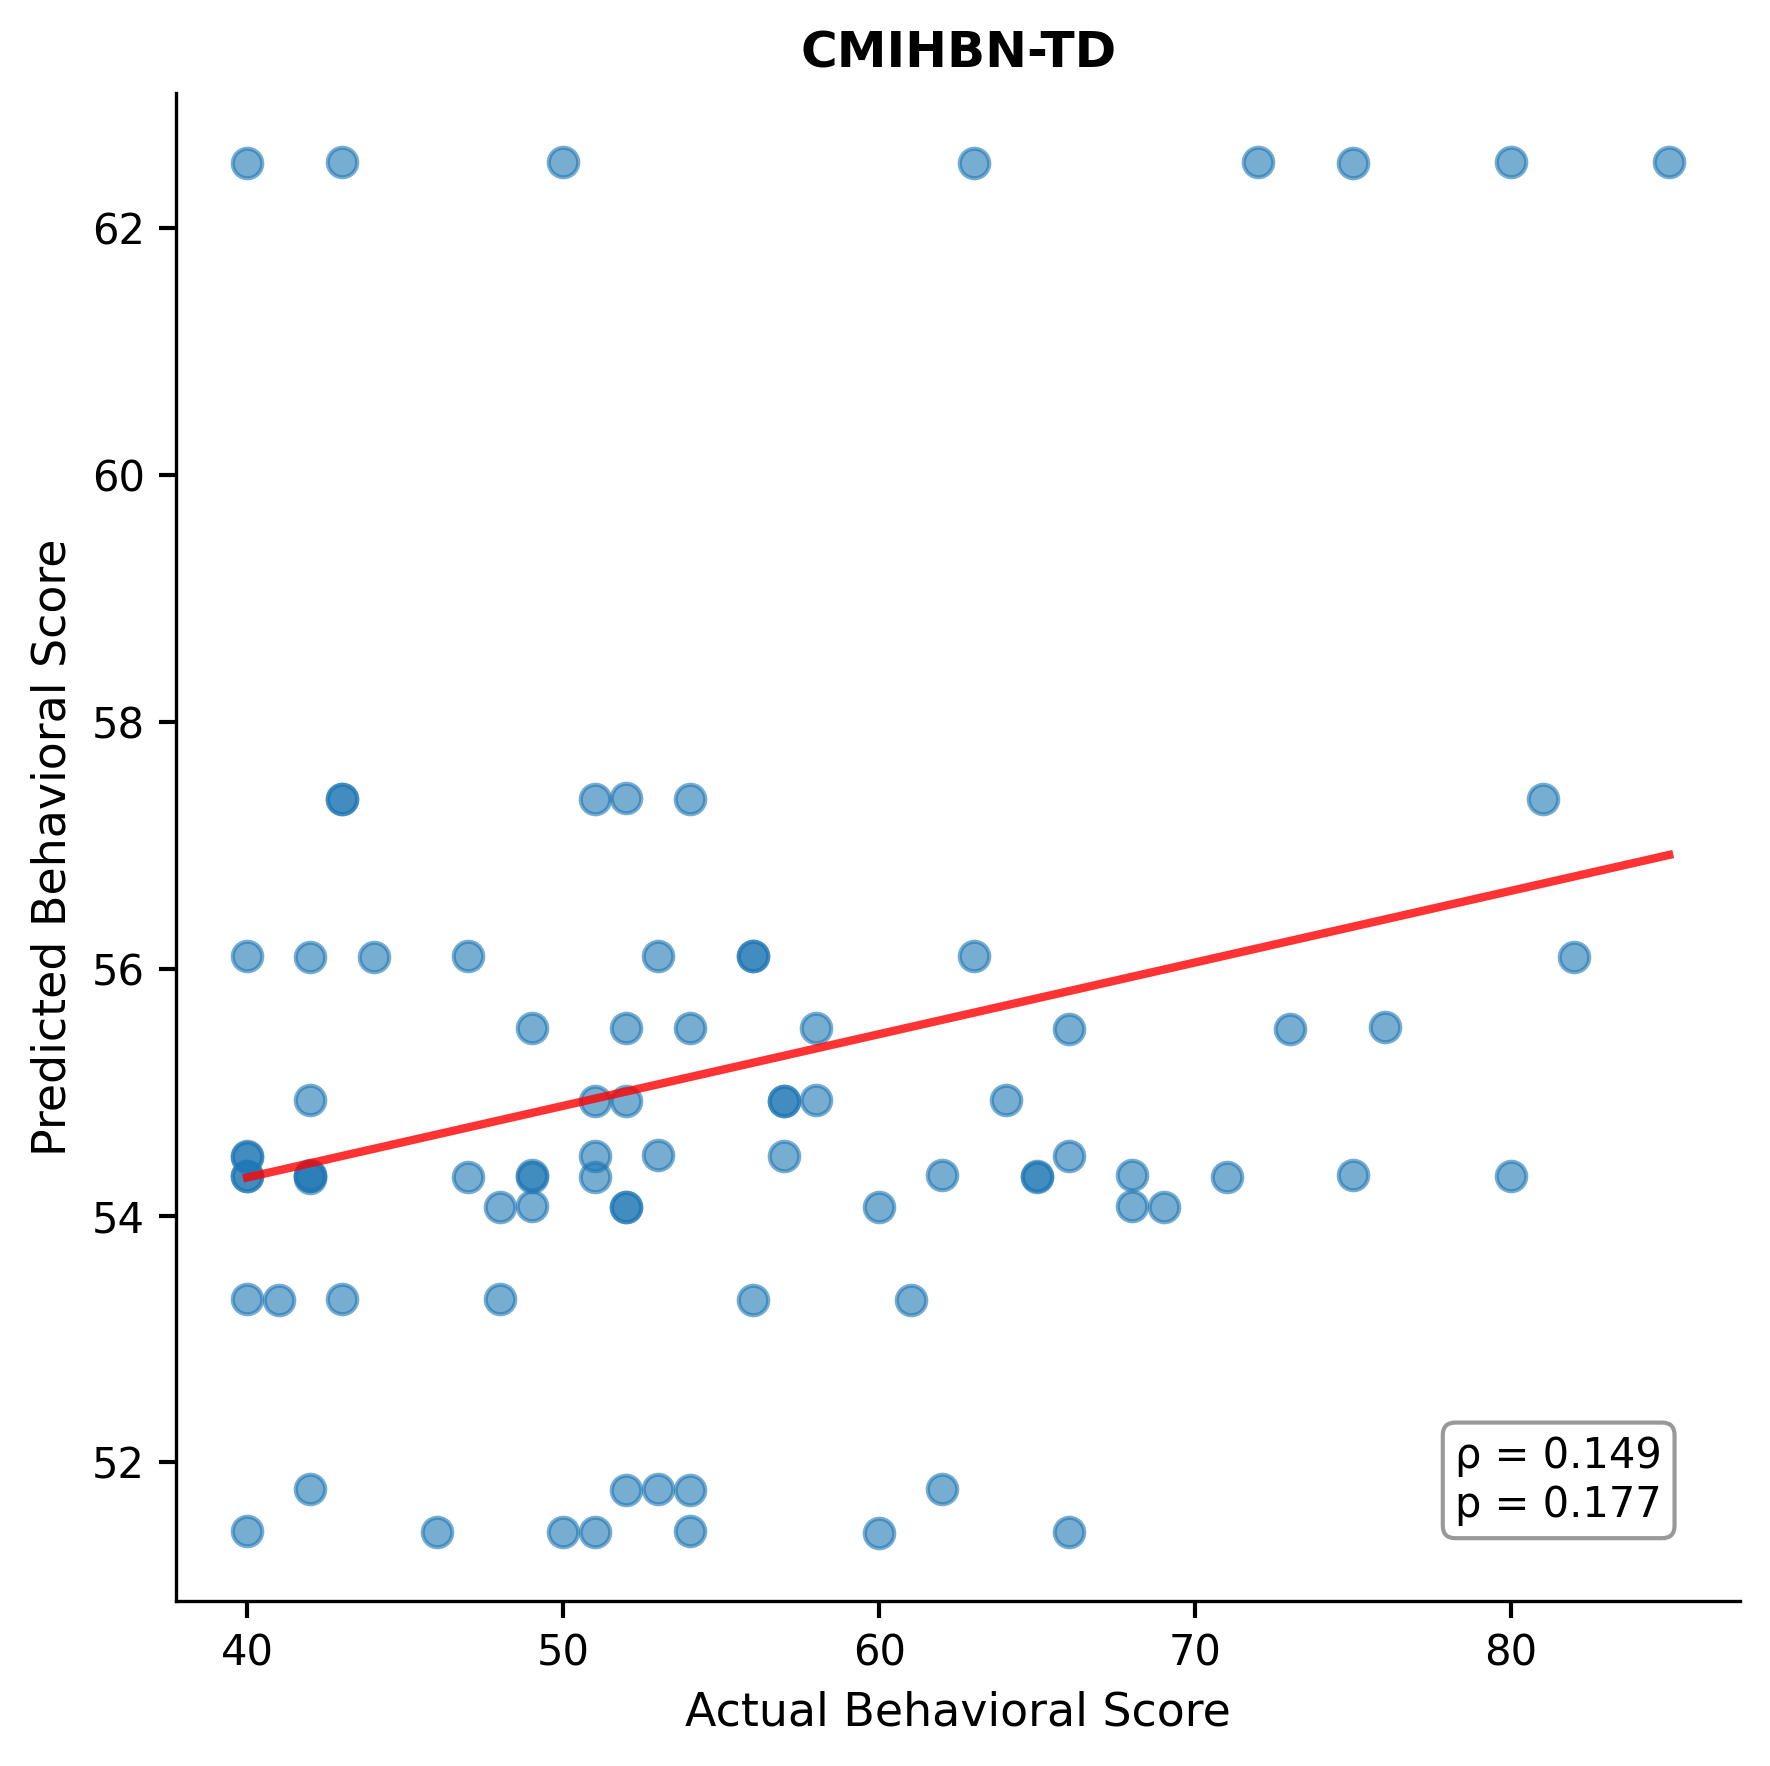 CMIHBN-TD
Predicted Behavioral Score
62
60
58
56
54
52
ρ = 0.149
p = 0.177
40 50 60 70 80
Actual Behavioral Score